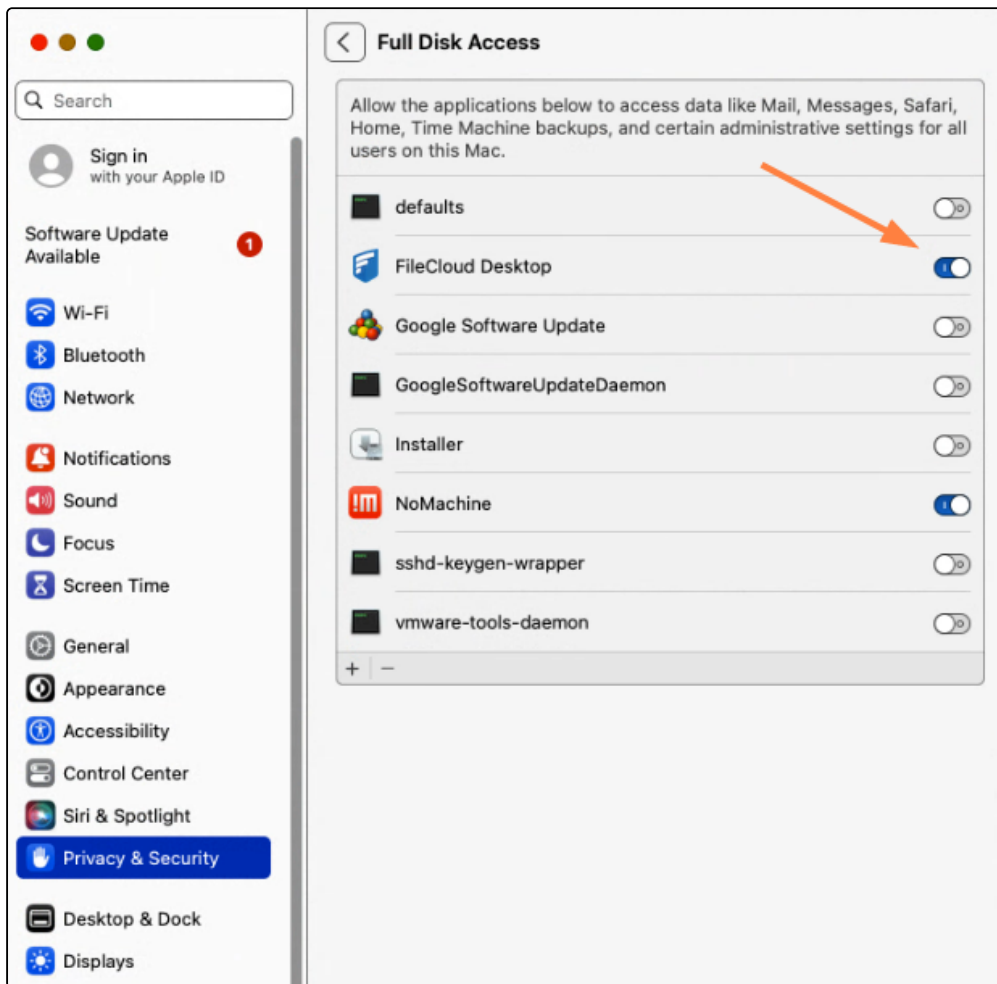 Search
Sign in
with your Apple ID
Software Update
Available
1
Wi-Fi
Bluetooth
Network
Notifications
Sound
Focus
Screen Time
General
Appearance
Accessibility
Control Center
Siri & Spotlight
Privacy & Security
Desktop & Dock
Displays
Full Disk Access
Allow the applications below to access data like Mail, Messages, Safari,
Home, Time Machine backups, and certain administrative settings for all
users on this Mac.
defaults
FileCloud Desktop
Google Software Update
GoogleSoftwareUpdateDaemon
Installer
!M NoMachine
sshd-keygen-wrapper
vmware-tools-daemon
+ −